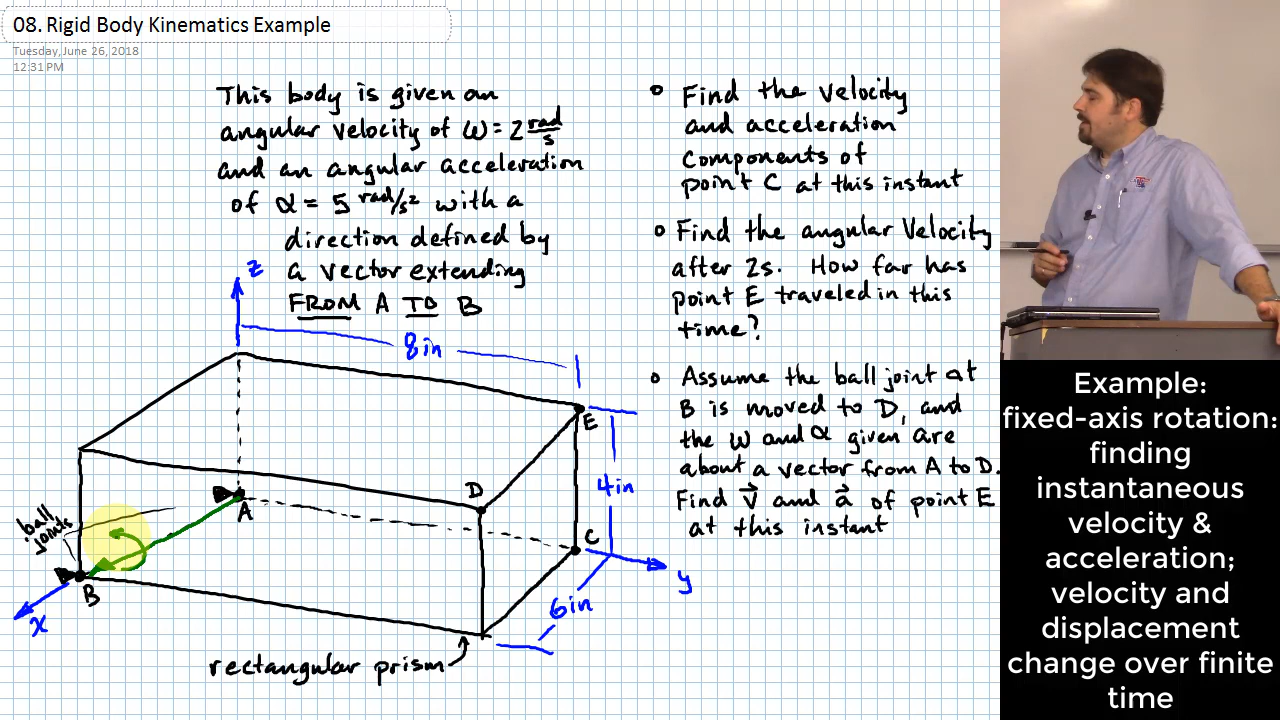 08. Rigid Body Kinematics Example
Tuesday, June 26, 2018
12:31 PM
This body is given an
angular velocity of ω = 2 rad/s
and an angular acceleration
of α = 5 rad/s² with a
direction defined by
a vector extending
FROM A TO B
• Find the velocity
and acceleration
components of
point C at this instant
• Find the angular velocity
after 2s. How far has
point E traveled in this
time?
• Assume the ball joint at
B is moved to D, and
the ω and α given are
about a vector from A to D.
Find v⃗ and a⃗ of point E
at this instant
z
8in
E
4in
D
A
ball
joints
C
y
B
x
6in
rectangular prism
Example:
fixed-axis rotation:
finding
instantaneous
velocity &
acceleration;
velocity and
displacement
change over finite
time